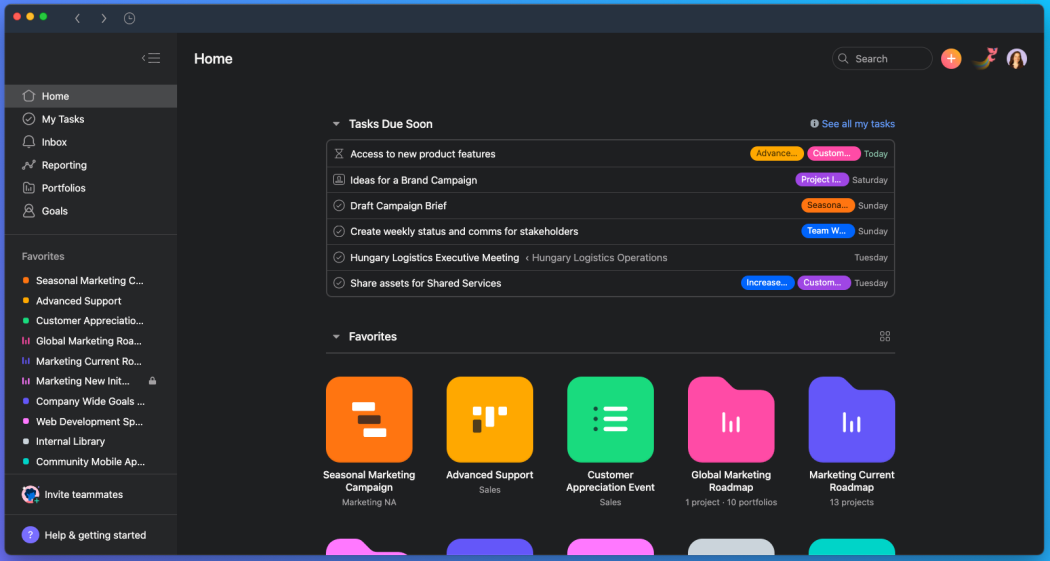 Home
Search
Home
My Tasks
Inbox
Reporting
Portfolios
Goals
Favorites
Seasonal Marketing C...
Advanced Support
Customer Appreciatio...
Global Marketing Roa...
Marketing Current Ro...
Marketing New Init...
Company Wide Goals ...
Web Development Sp...
Internal Library
Community Mobile Ap...
Invite teammates
? Help & getting started
Tasks Due Soon
See all my tasks
Access to new product features Advance... Custom... Today
Ideas for a Brand Campaign Project I... Saturday
Draft Campaign Brief Seasona... Sunday
Create weekly status and comms for stakeholders Team W... Sunday
Hungary Logistics Executive Meeting ‹ Hungary Logistics Operations Tuesday
Share assets for Shared Services Increase... Custom... Tuesday
Favorites
Seasonal Marketing
Campaign
Marketing NA
Advanced Support
Sales
Customer
Appreciation Event
Sales
Global Marketing
Roadmap
1 project · 10 portfolios
Marketing Current
Roadmap
13 projects